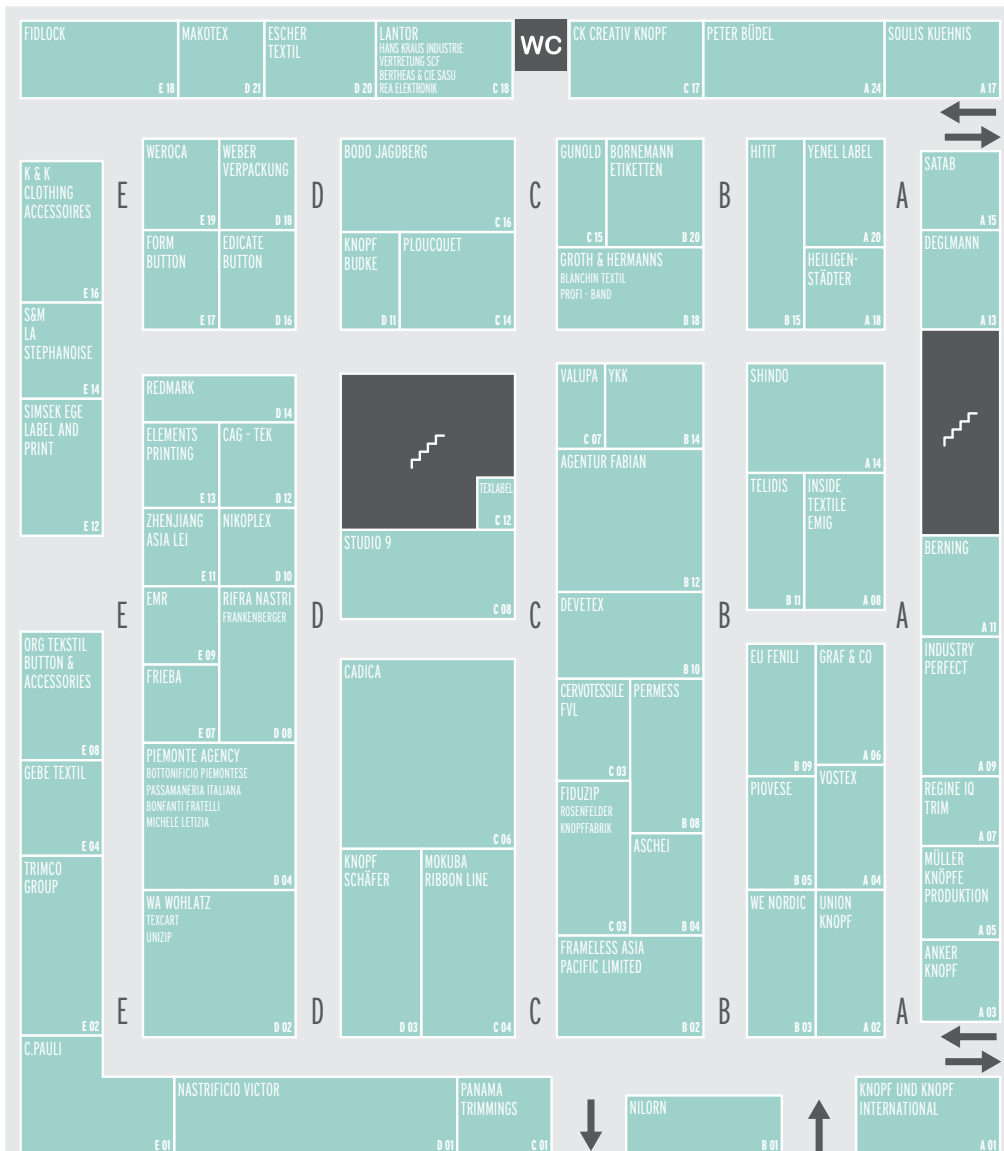 FIDLOCK
E 18
MAKOTEX
D 21
ESCHER
TEXTIL
D 20
LANTOR
HANS KRAUS INDUSTRIE
VERTRETUNG SCF
BERTHEAS & CIE SASU
REA ELEKTRONIK
C 18
WC
CK CREATIV KNOPF
C 17
PETER BÜDEL
A 24
SOULIS KUEHNIS
A 17
K & K
CLOTHING
ACCESSOIRES
E 16
S&M
LA
STEPHANOISE
E 14
SIMSEK EGE
LABEL AND
PRINT
E 12
E
WEROCA
E 19
WEBER
VERPACKUNG
D 18
FORM
BUTTON
E 17
EDICATE
BUTTON
D 16
D
BODO JAGDBERG
C 16
KNOPF
BUDKE
D 11
PLOUCQUET
C 14
C
GUNOLD
C 15
BORNEMANN
ETIKETTEN
B 20
GROTH & HERMANNS
BLANCHIN TEXTIL
PROFI - BAND
B 18
B
HITIT
B 15
YENEL LABEL
A 20
HEILIGEN-
STÄDTER
A 18
A
SATAB
A 15
DEGLMANN
A 13
REDMARK
D 14
ELEMENTS
PRINTING
E 13
CAG - TEK
D 12
ZHENJIANG
ASIA LEI
E 11
NIKOPLEX
D 10
EMR
E 09
RIFRA NASTRI
FRANKENBERGER
D 08
FRIEBA
E 07
PIEMONTE AGENCY
BOTTONIFICIO PIEMONTESE
PASSAMANERIA ITALIANA
BONFANTI FRATELLI
MICHELE LETIZIA
D 04
WA WOHLATZ
TEXCART
UNIZIP
D 02
TEXLABEL
C 12
STUDIO 9
C 08
CADICA
C 06
KNOPF
SCHÄFER
D 03
MOKUBA
RIBBON LINE
C 04
VALUPA
C 07
YKK
B 14
AGENTUR FABIAN
B 12
DEVETEX
B 10
CERVOTESSILE
FVL
C 03
PERMESS
B 08
FIDUZIP
ROSENFELDER
KNOPFFABRIK
C 03
ASCHEI
B 04
FRAMELESS ASIA
PACIFIC LIMITED
B 02
SHINDO
A 14
TELIDIS
B 11
INSIDE
TEXTILE
EMIG
A 08
EU FENILI
B 09
GRAF & CO
A 06
PIOVESE
B 05
VOSTEX
A 04
WE NORDIC
B 03
UNION
KNOPF
A 02
BERNING
A 11
INDUSTRY
PERFECT
A 09
REGINE IQ
TRIM
A 07
MÜLLER
KNÖPFE
PRODUKTION
A 05
ANKER
KNOPF
A 03
E
D
C
B
A
ORG TEKSTIL
BUTTON &
ACCESSORIES
E 08
GEBE TEXTIL
E 04
TRIMCO
GROUP
E 02
E
D
C
B
A
C.PAULI
E 01
NASTRIFICIO VICTOR
D 01
PANAMA
TRIMMINGS
C 01
NILORN
B 01
KNOPF UND KNOPF
INTERNATIONAL
A 01